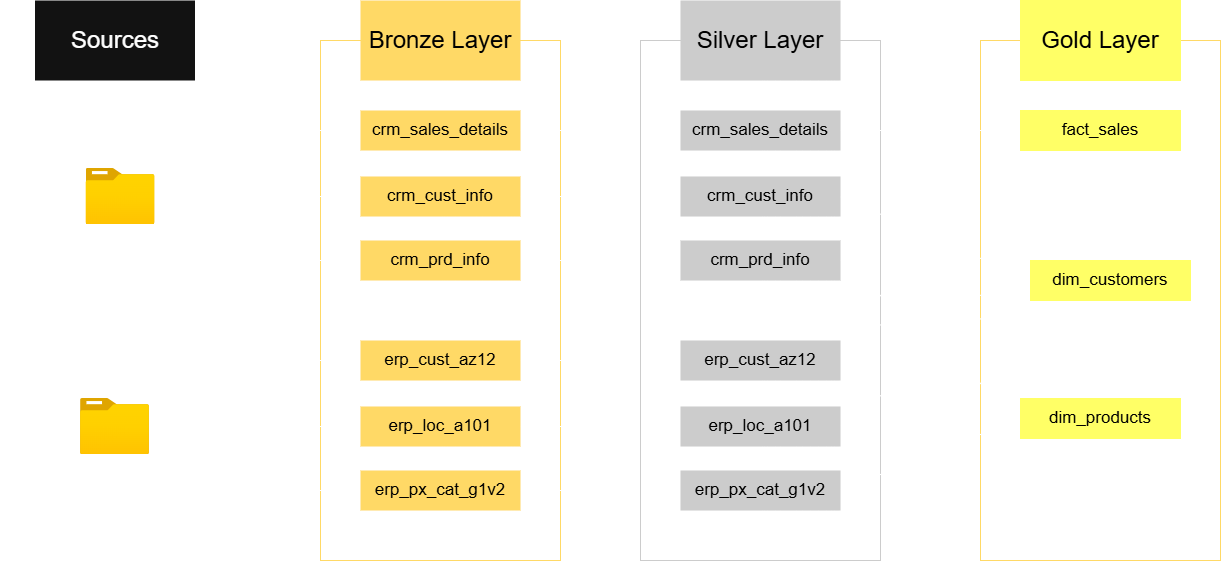 Sources
Bronze Layer
Silver Layer
Gold Layer
crm_sales_details
crm_sales_details
fact_sales
crm_cust_info
crm_cust_info
crm_prd_info
crm_prd_info
dim_customers
erp_cust_az12
erp_cust_az12
erp_loc_a101
erp_loc_a101
dim_products
erp_px_cat_g1v2
erp_px_cat_g1v2